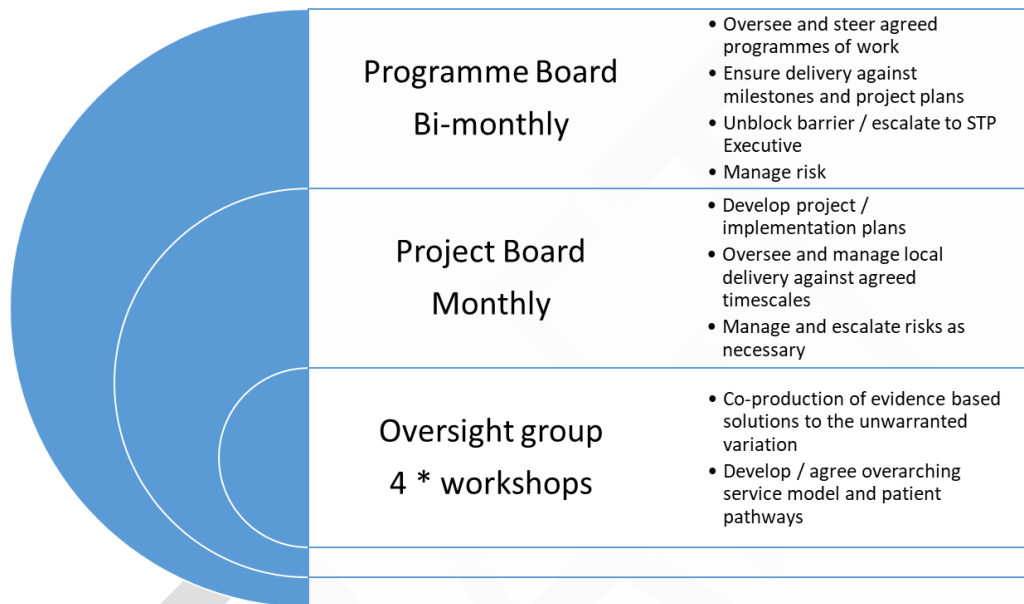 Programme Board
Bi-monthly
• Oversee and steer agreed
programmes of work
• Ensure delivery against
milestones and project plans
• Unblock barrier / escalate to STP
Executive
• Manage risk
Project Board
Monthly
• Develop project /
implementation plans
• Oversee and manage local
delivery against agreed
timescales
• Manage and escalate risks as
necessary
Oversight group
4 * workshops
• Co-production of evidence based
solutions to the unwarranted
variation
• Develop / agree overarching
service model and patient
pathways